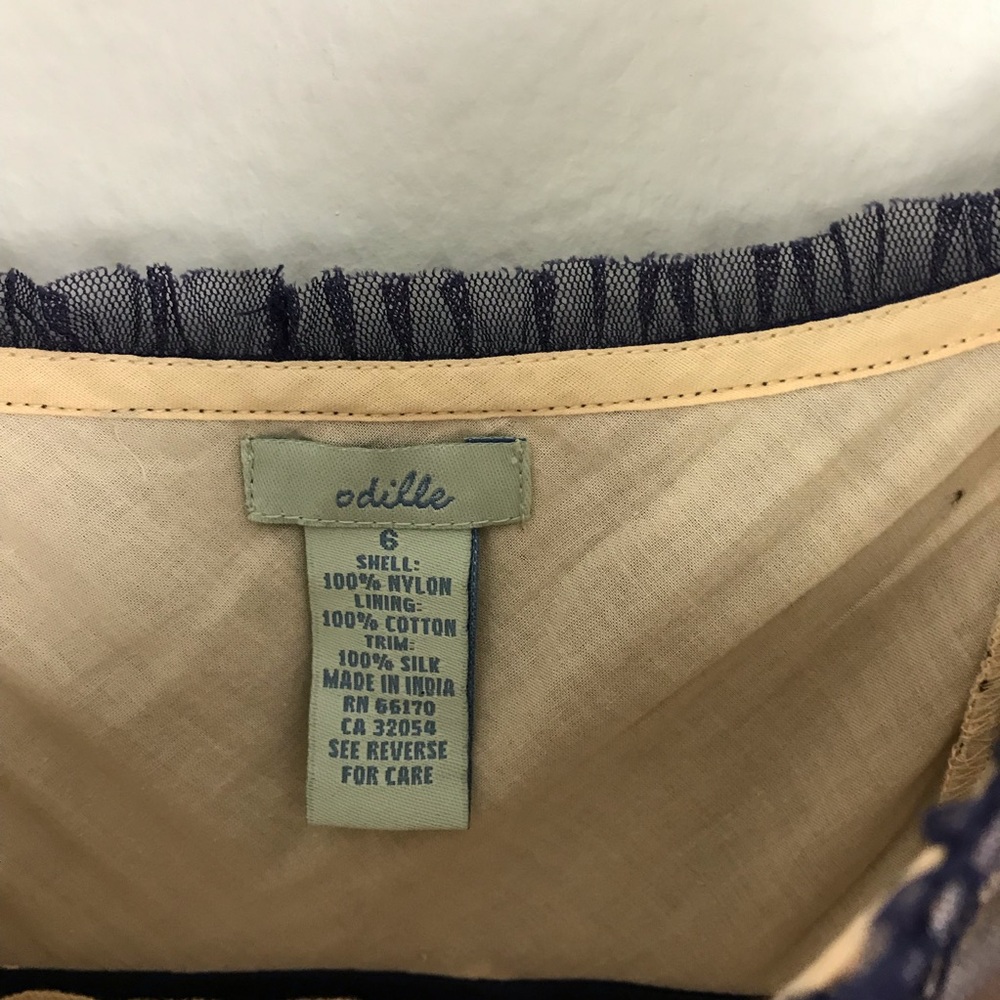 odille
6
SHELL:
100% NYLON
LINING:
100% COTTON
TRIM:
100% SILK
MADE IN INDIA
RN 66170
CA 32054
SEE REVERSE
FOR CARE